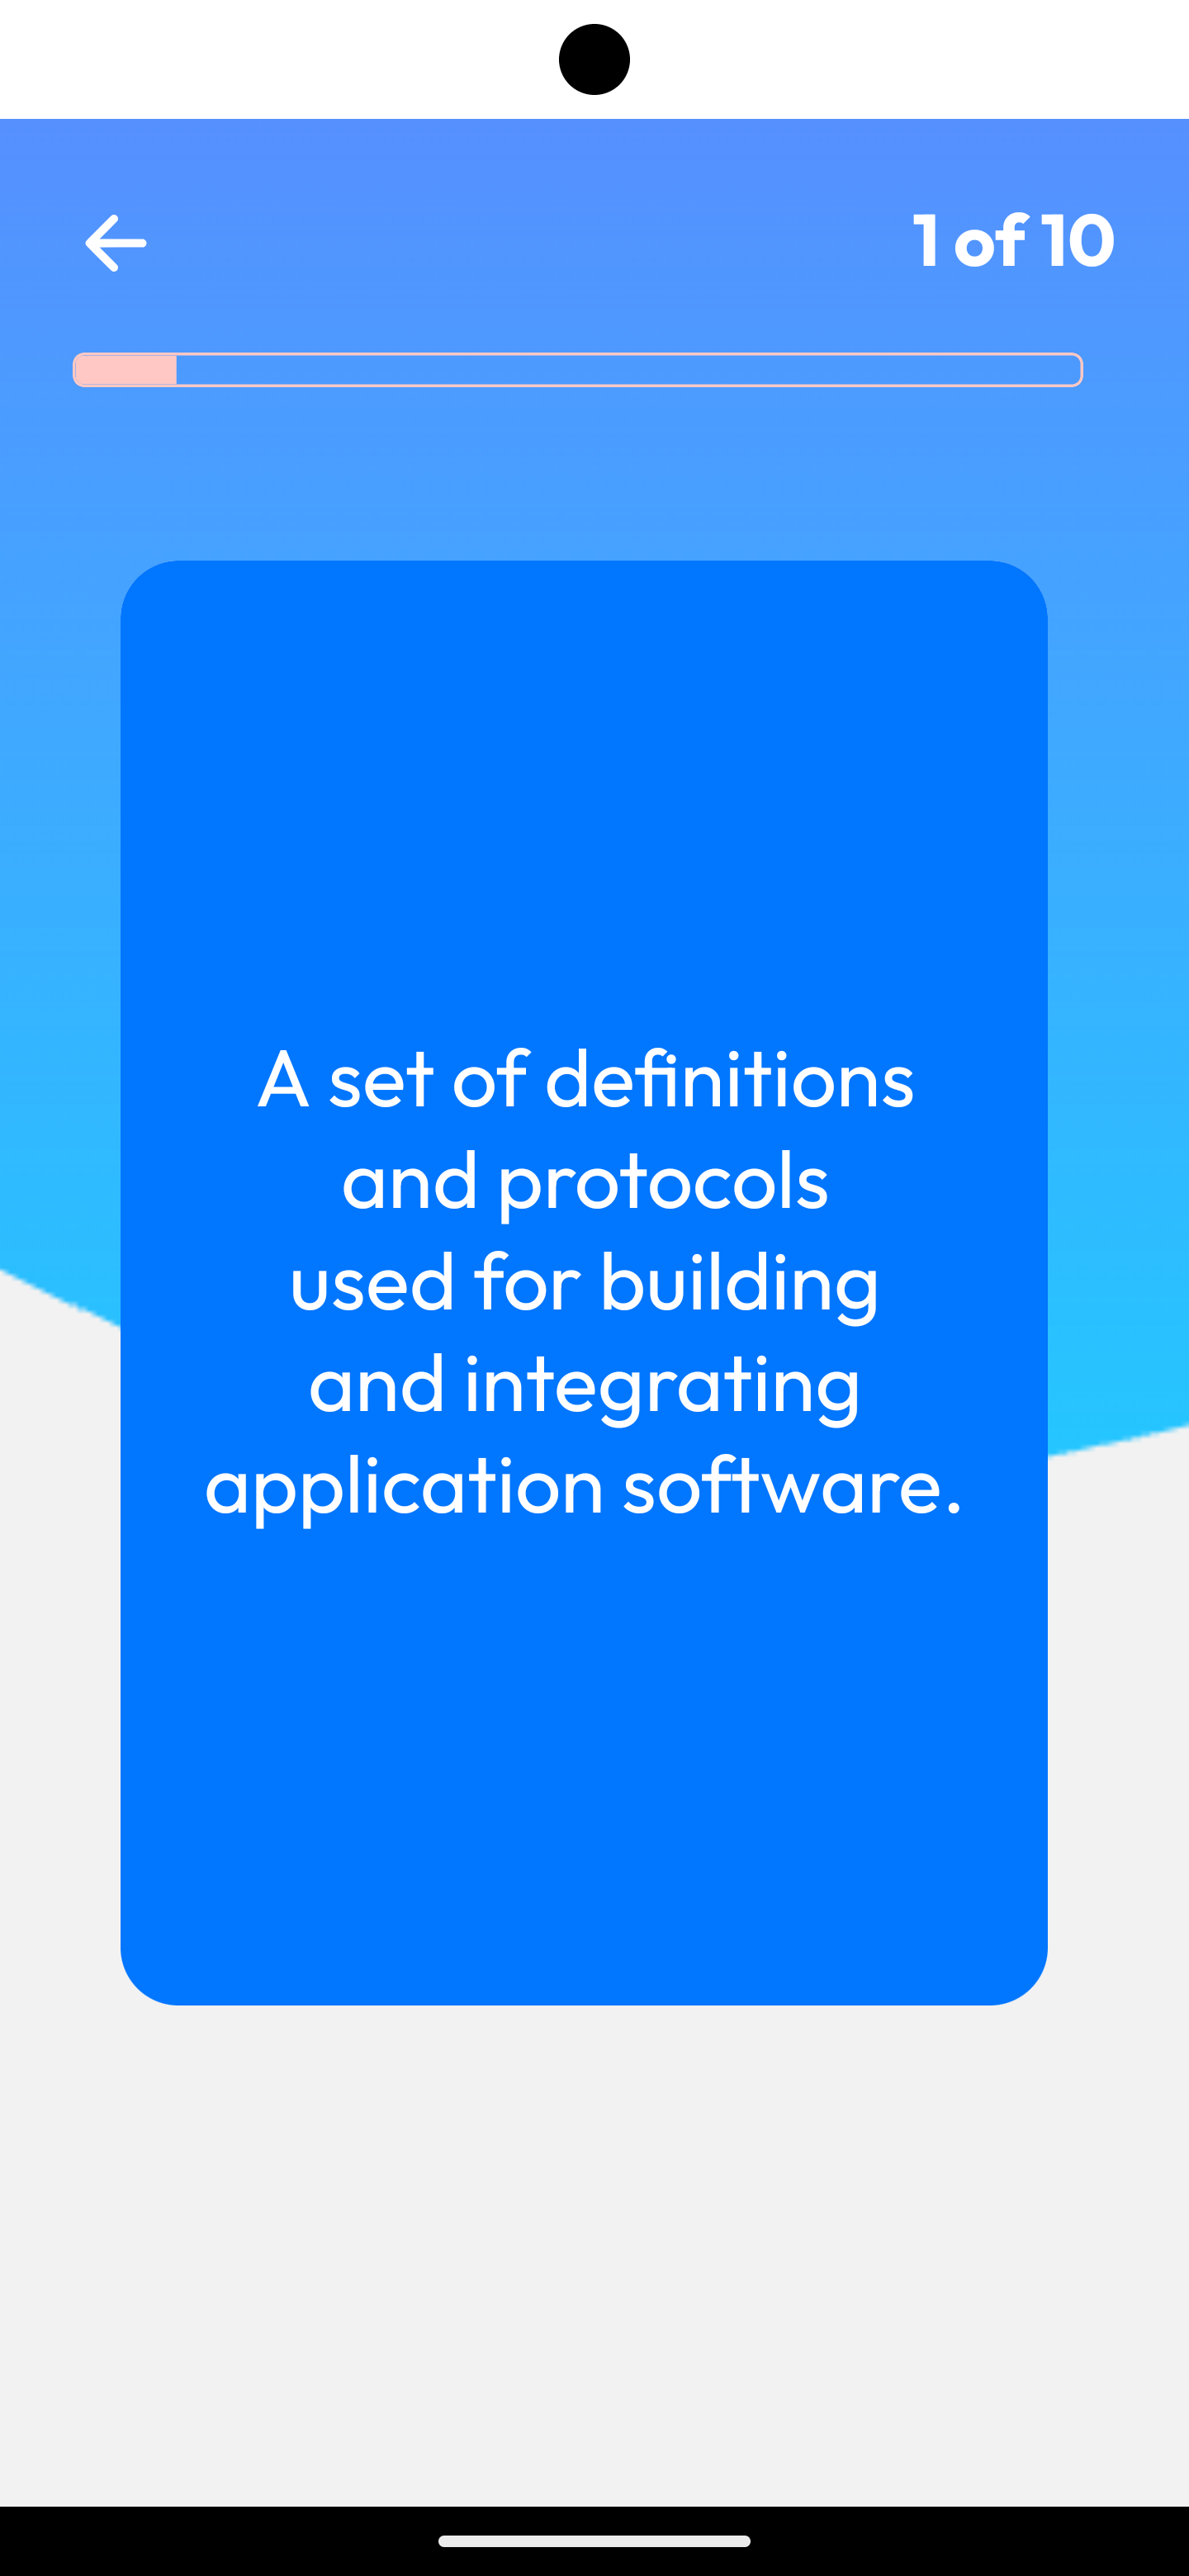 1 of 10
A set of definitions
and protocols
used for building
and integrating
application software.